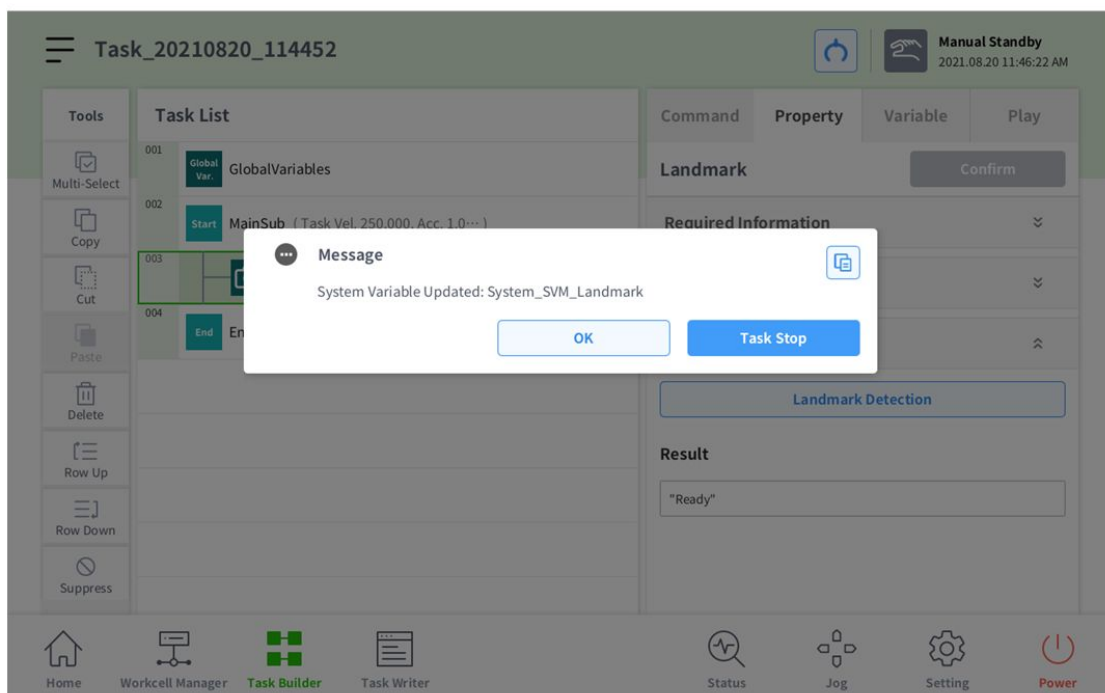 Task_20210820_114452
Manual Standby
2021.08.20 11:46:22 AM
Tools
Multi-Select
Copy
Cut
Paste
Delete
Row Up
Row Down
Suppress
Task List
001
Global Var.
GlobalVariables
002
Start
MainSub ( Task Vel. 250.000, Acc. 1.0··· )
003
004
End
Command
Property
Variable
Play
Landmark
Confirm
Required Information
Message
System Variable Updated: System_SVM_Landmark
OK
Task Stop
Landmark Detection
Result
"Ready"
Home
Workcell Manager
Task Builder
Task Writer
Status
Jog
Setting
Power